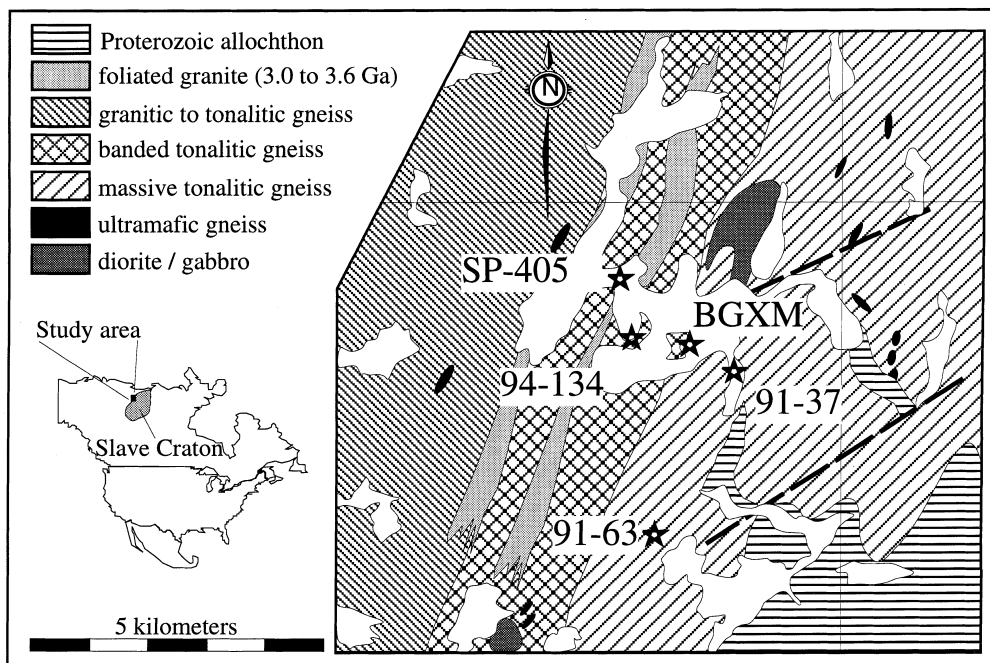 Proterozoic allochthon
foliated granite (3.0 to 3.6 Ga)
granitic to tonalitic gneiss
banded tonalitic gneiss
massive tonalitic gneiss
ultramafic gneiss
diorite / gabbro
Study area
Slave Craton
5 kilometers
N
SP-405
BGXM
94-134
91-37
91-63